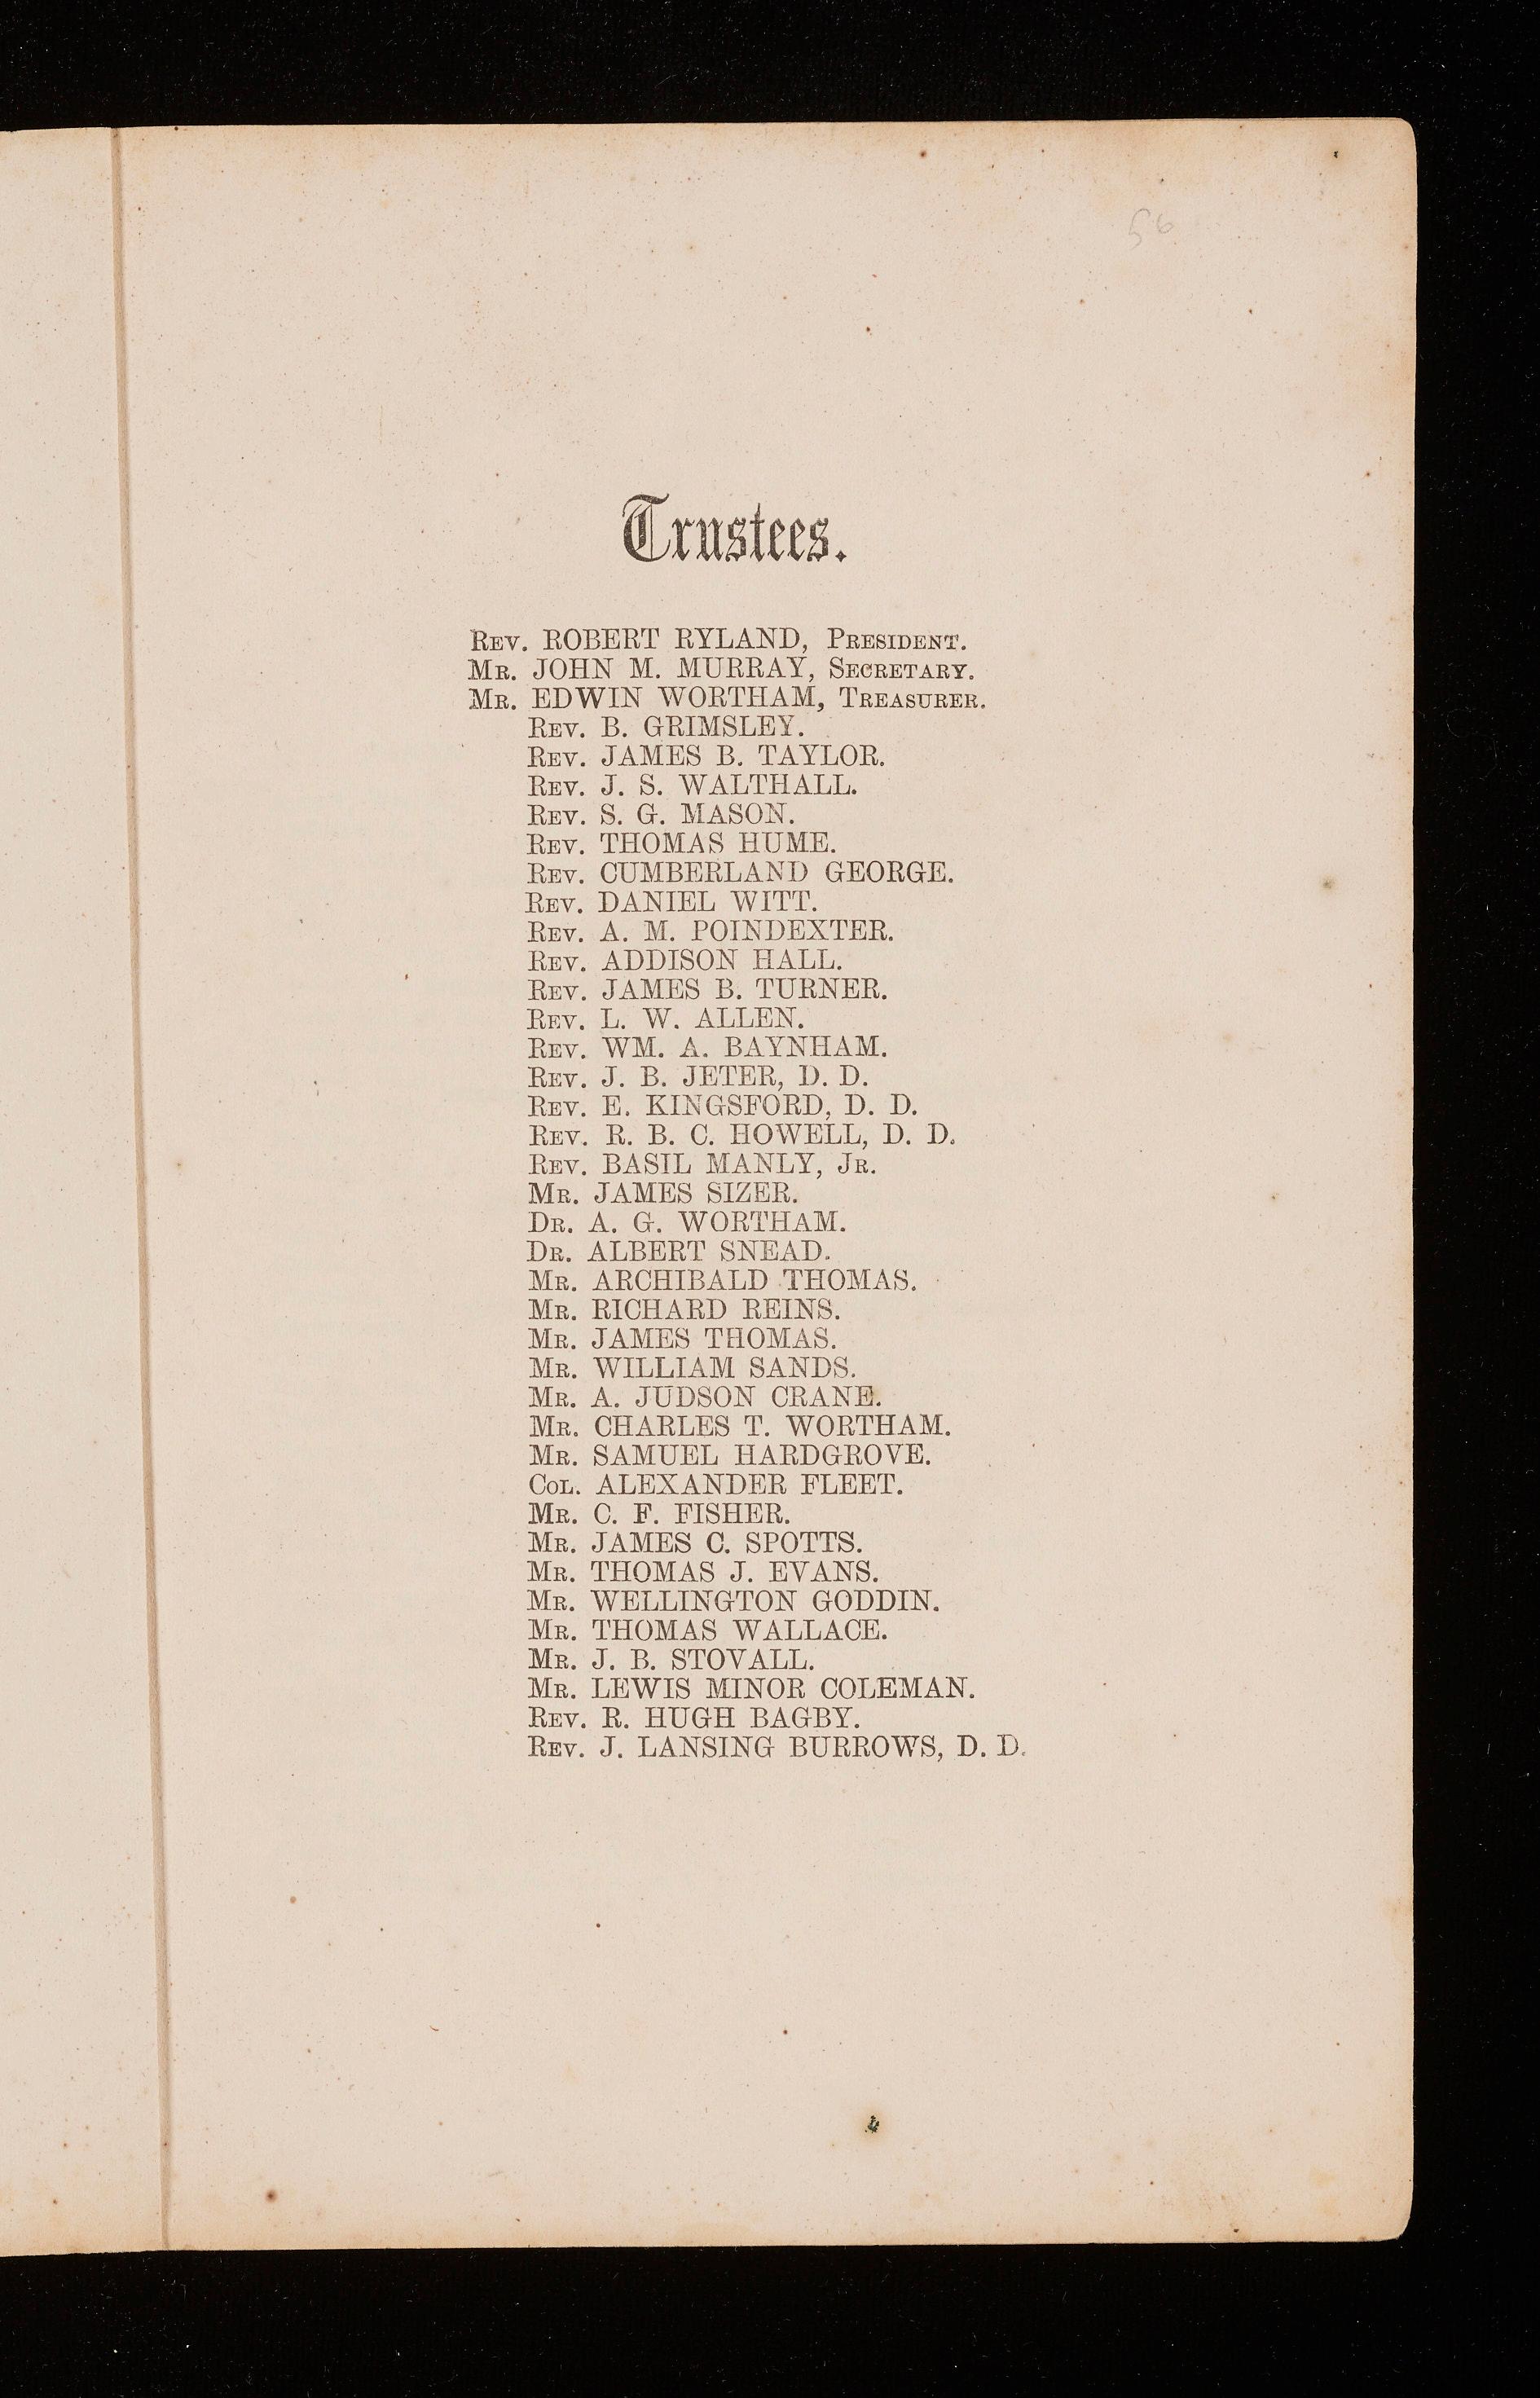 56
Trustees.
Rev. ROBERT RYLAND, President.
Mr. JOHN M. MURRAY, Secretary.
Mr. EDWIN WORTHAM, Treasurer.
Rev. B. GRIMSLEY.
Rev. JAMES B. TAYLOR.
Rev. J. S. WALTHALL.
Rev. S. G. MASON.
Rev. THOMAS HUME.
Rev. CUMBERLAND GEORGE.
Rev. DANIEL WITT.
Rev. A. M. POINDEXTER.
Rev. ADDISON HALL.
Rev. JAMES B. TURNER.
Rev. L. W. ALLEN.
Rev. WM. A. BAYNHAM.
Rev. J. B. JETER, D. D.
Rev. E. KINGSFORD, D. D.
Rev. R. B. C. HOWELL, D. D.
Rev. BASIL MANLY, Jr.
Mr. JAMES SIZER.
Dr. A. G. WORTHAM.
Dr. ALBERT SNEAD.
Mr. ARCHIBALD THOMAS.
Mr. RICHARD REINS.
Mr. JAMES THOMAS.
Mr. WILLIAM SANDS.
Mr. A. JUDSON CRANE.
Mr. CHARLES T. WORTHAM.
Mr. SAMUEL HARDGROVE.
Col. ALEXANDER FLEET.
Mr. C. F. FISHER.
Mr. JAMES C. SPOTTS.
Mr. THOMAS J. EVANS.
Mr. WELLINGTON GODDIN.
Mr. THOMAS WALLACE.
Mr. J. B. STOVALL.
Mr. LEWIS MINOR COLEMAN.
Rev. R. HUGH BAGBY.
Rev. J. LANSING BURROWS, D. D.